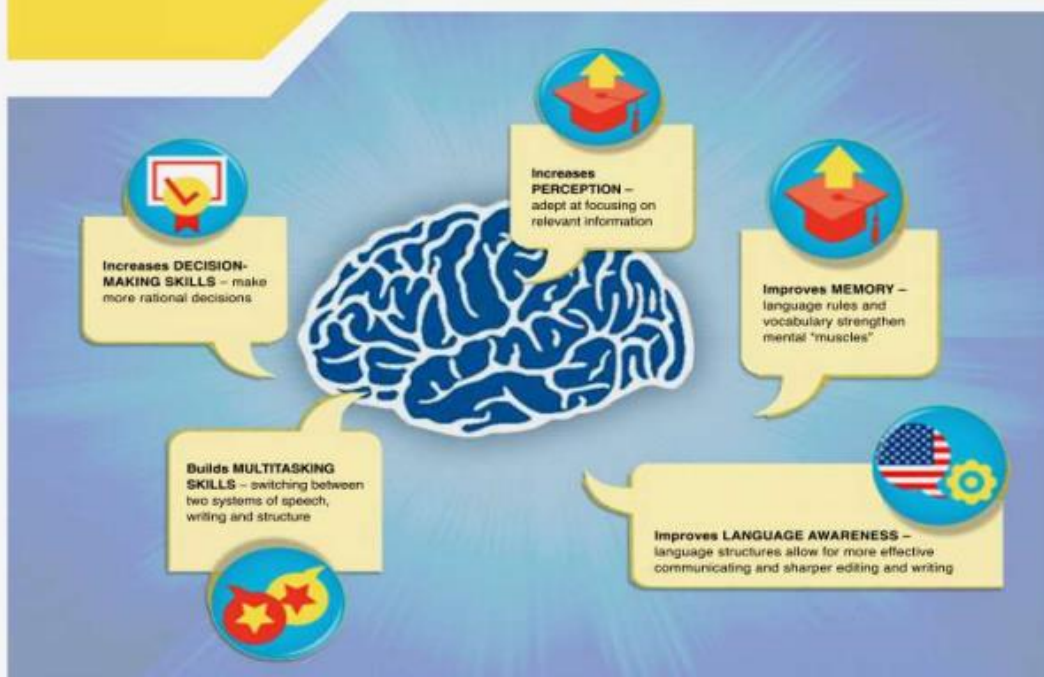 Increases
PERCEPTION –
adept at focusing on
relevant information
Increases DECISION-
MAKING SKILLS – make
more rational decisions
Improves MEMORY –
language rules and
vocabulary strengthen
mental "muscles"
Builds MULTITASKING
SKILLS – switching between
two systems of speech,
writing and structure
Improves LANGUAGE AWARENESS –
language structures allow for more effective
communicating and sharper editing and writing